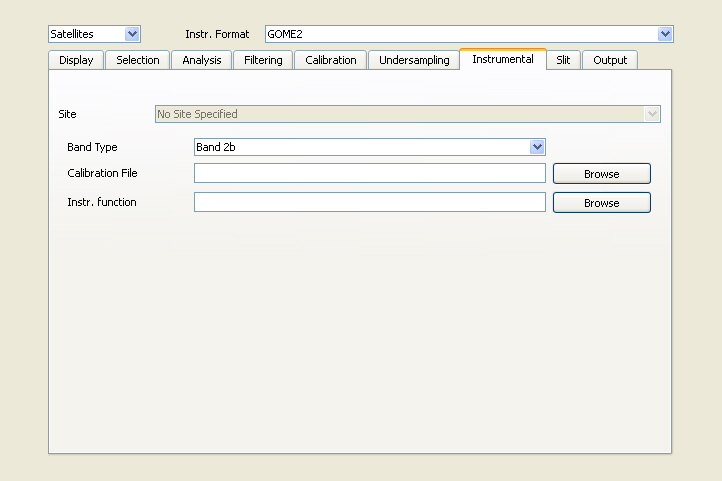 Satellites Instr. Format GOME2
Display Selection Analysis Filtering Calibration Undersampling Instrumental Slit Output
Site No Site Specified
Band Type Band 2b
Calibration File Browse
Instr. function Browse